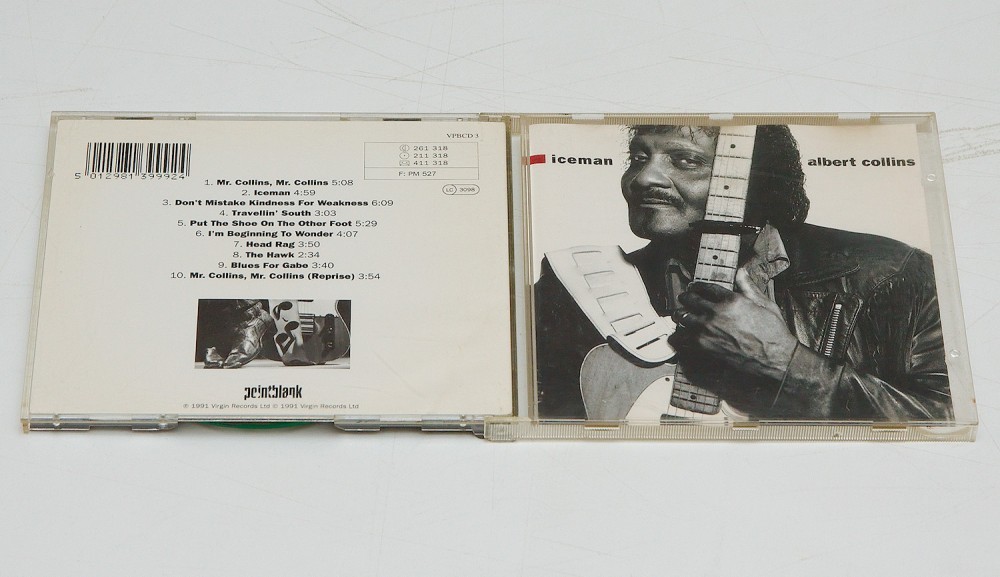 VPBCD 3
261 318
211 318
411 318
F: PM 527
LC 3098
5 012981 399924
1. Mr. Collins, Mr. Collins 5:08
2. Iceman 4:59
3. Don't Mistake Kindness For Weakness 6:09
4. Travellin' South 3:03
5. Put The Shoe On The Other Foot 5:29
6. I'm Beginning To Wonder 4:07
7. Head Rag 3:50
8. The Hawk 2:34
9. Blues For Gabe 3:40
10. Mr. Collins, Mr. Collins (Reprise) 3:54
pointblank
℗ 1991 Virgin Records Ltd © 1991 Virgin Records Ltd
iceman
albert collins